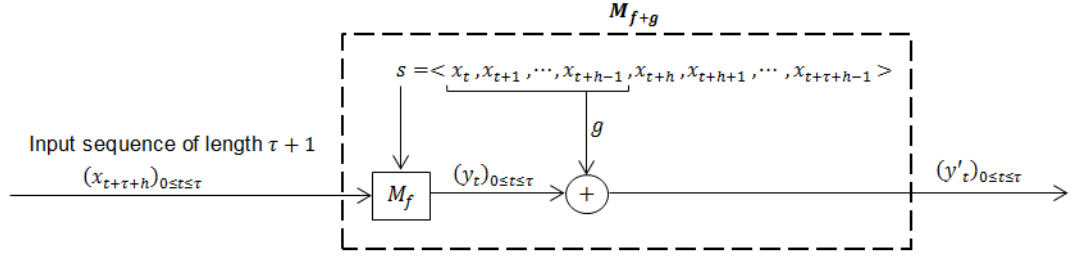 M_{f+g}
s =< x_t ,x_{t+1} ,⋯,x_{t+h−1},x_{t+h},x_{t+h+1},⋯ ,x_{t+τ+h−1} >
g
Input sequence of length τ + 1
(x_{t+τ+h})_{0≤t≤τ}
M_f
(y_t)_{0≤t≤τ}
+
(y'_t)_{0≤t≤τ}